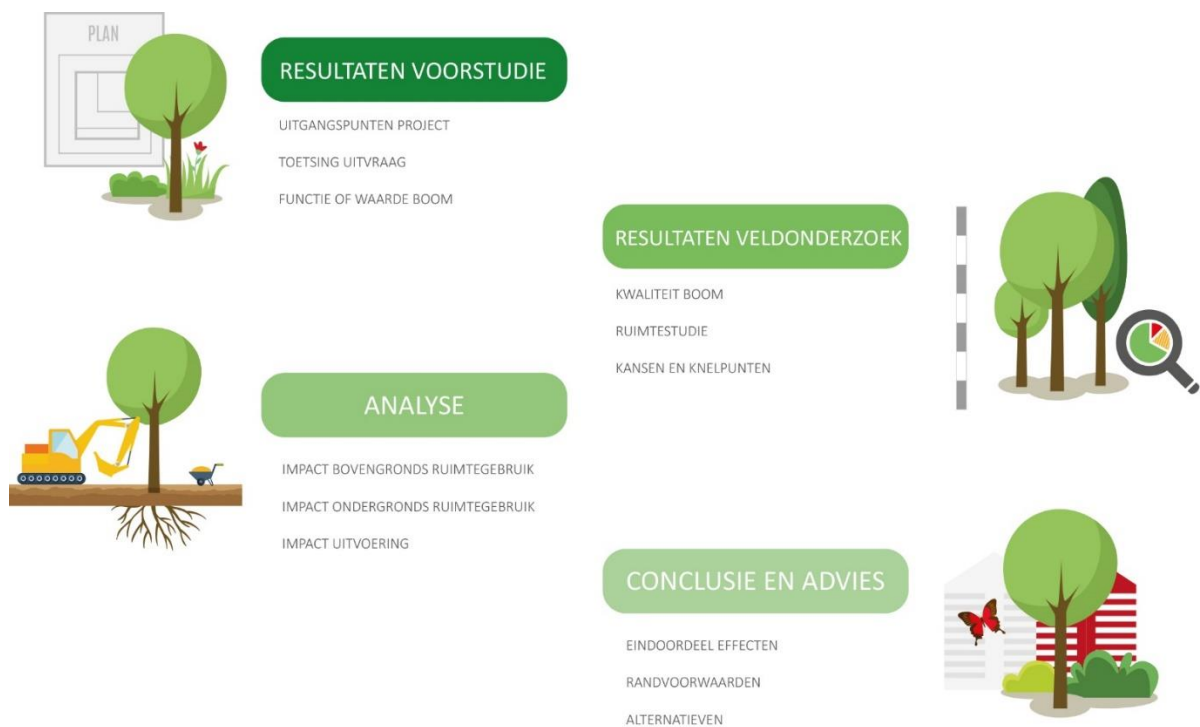 PLAN
RESULTATEN VOORSTUDIE
UITGANGSPUNTEN PROJECT
TOETSING UITVRAAG
FUNCTIE OF WAARDE BOOM
RESULTATEN VELDONDERZOEK
KWALITEIT BOOM
RUIMTESTUDIE
KANSEN EN KNELPUNTEN
ANALYSE
IMPACT BOVENGRONDS RUIMTEGEBRUIK
IMPACT ONDERGRONDS RUIMTEGEBRUIK
IMPACT UITVOERING
CONCLUSIE EN ADVIES
EINDOORDEEL EFFECTEN
RANDVOORWAARDEN
ALTERNATIEVEN